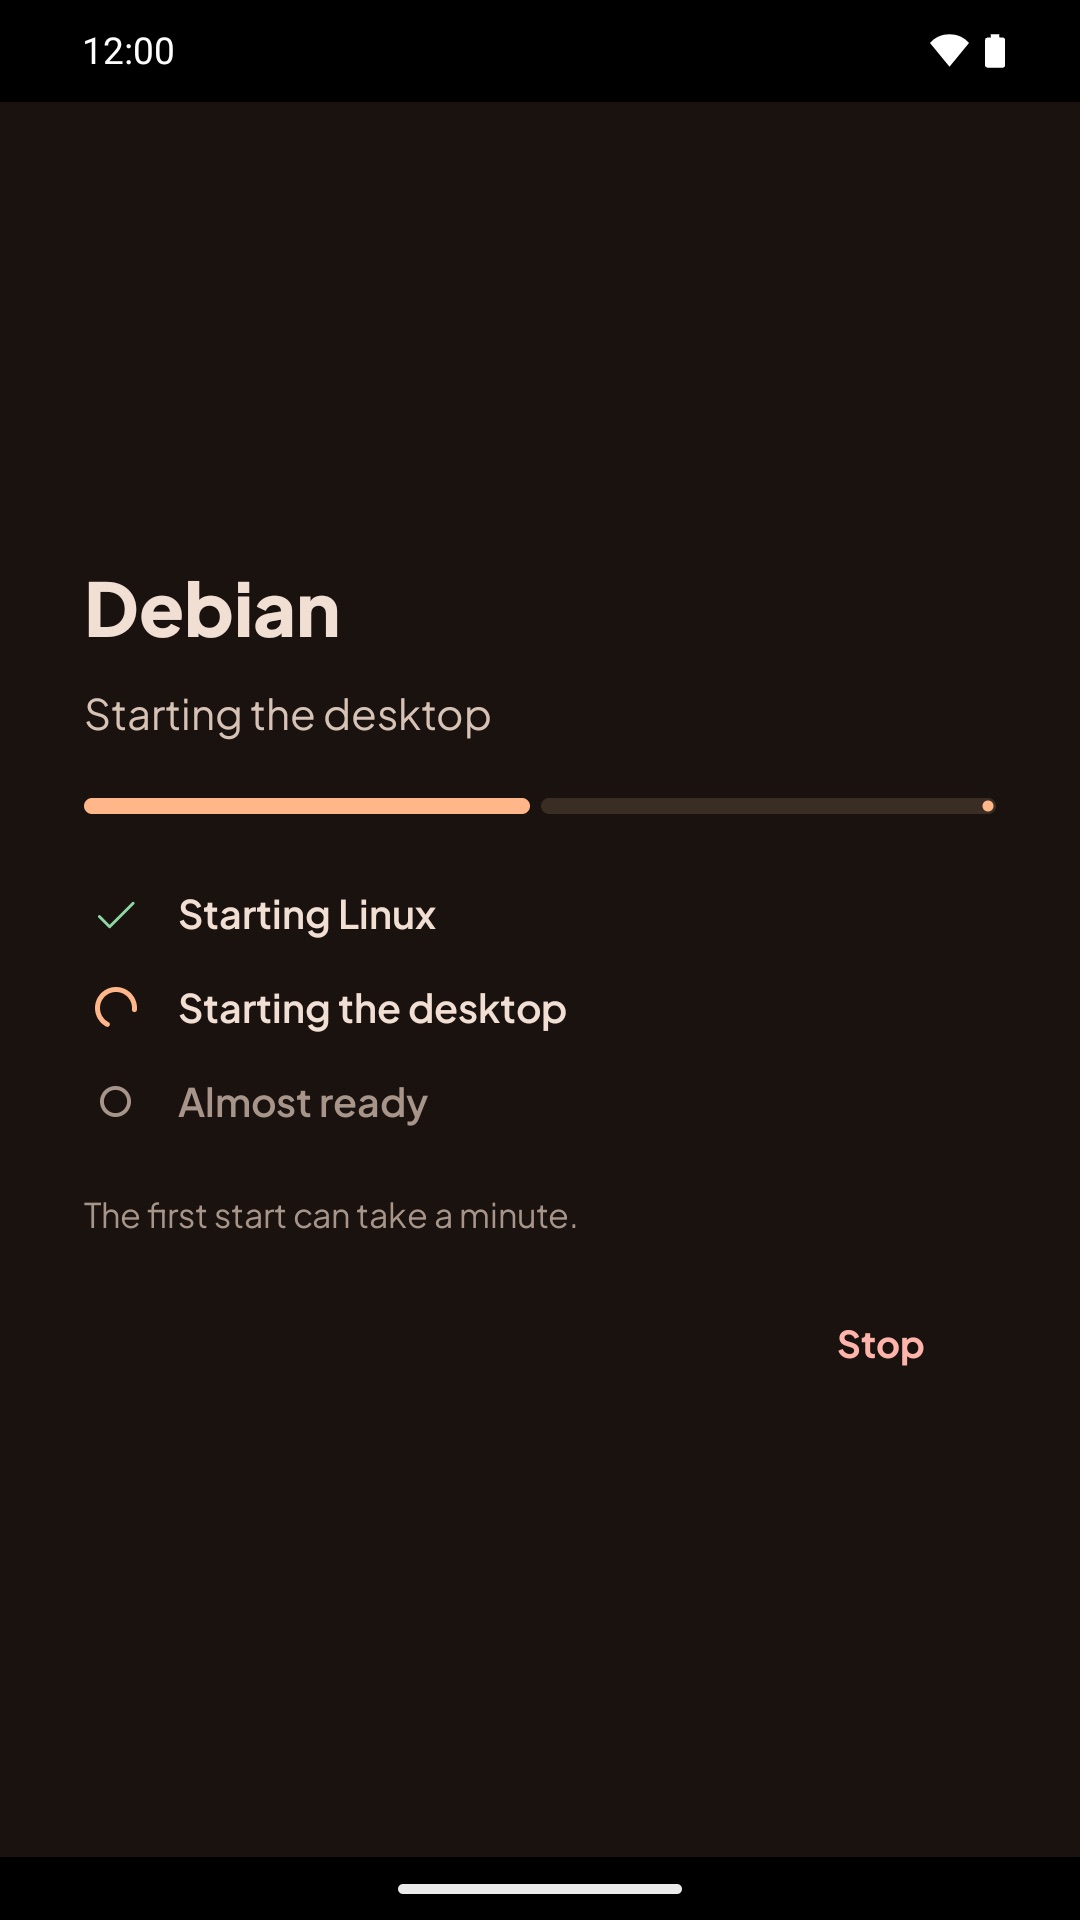 12:00
Debian
Starting the desktop
Starting Linux
Starting the desktop
Almost ready
The first start can take a minute.
Stop